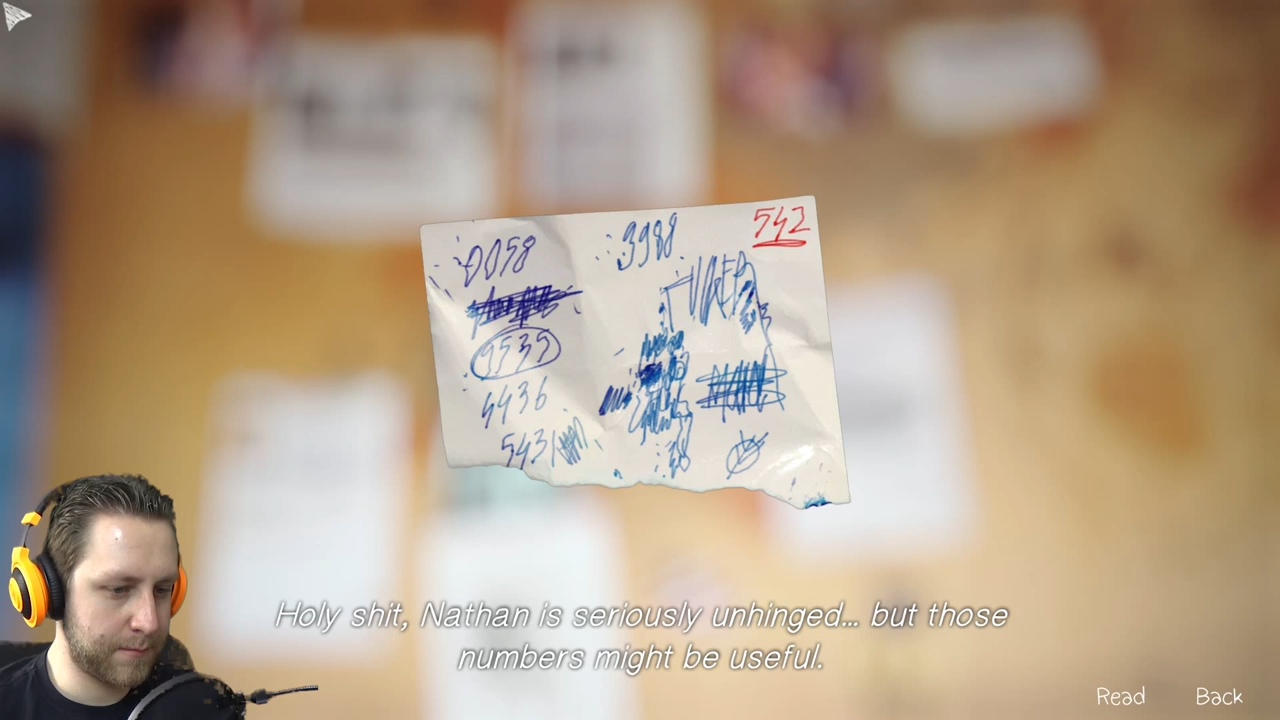 542
0058
3988
9539
4436
543
Holy shit, Nathan is seriously unhinged... but those
numbers might be useful.
Read
Back